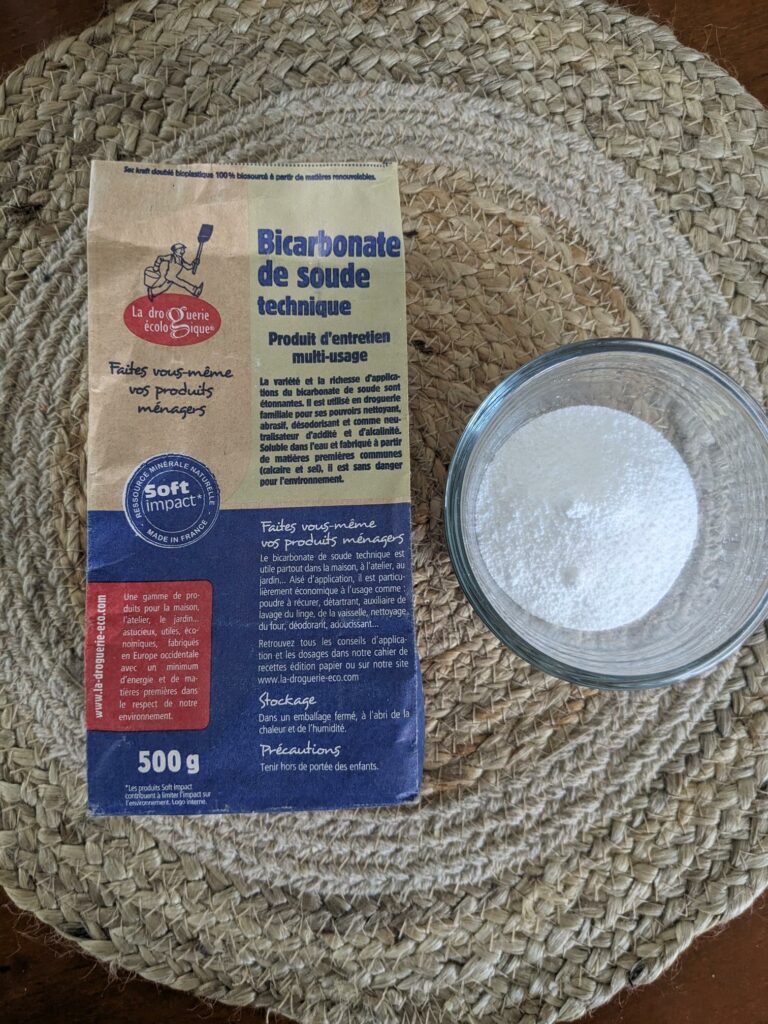 Sac kraft doublé bioplastique 100% biosourcé à partir de matières renouvelables.
La droguerie
écologique®
Faites vous-même
vos produits
ménagers
RESSOURCE MINÉRALE NATURELLE
Soft
impact*
MADE IN FRANCE
Bicarbonate
de soude
technique
Produit d'entretien
multi-usage
La variété et la richesse d'applica-
tions du bicarbonate de soude sont
étonnantes. Il est utilisé en droguerie
familiale pour ses pouvoirs nettoyant,
abrasif, désodorisant et comme neu-
tralisateur d'acidité et d'alcalinité.
Soluble dans l'eau et fabriqué à partir
de matières premières communes
(calcaire et sel), il est sans danger
pour l'environnement.
Faites vous-même
vos produits ménagers
Le bicarbonate de soude technique est
utile partout dans la maison, à l'atelier, au
jardin... Aisé d'application, il est particu-
lièrement économique à l'usage comme :
poudre à récurer, détartrant, auxiliaire de
lavage du linge, de la vaisselle, nettoyage
du four, déodorant, adoucissant...
Retrouvez tous les conseils d'applica-
tion et les dosages dans notre cahier de
recettes édition papier ou sur notre site
www.la-droguerie-eco.com
Stockage
Dans un emballage fermé, à l'abri de la
chaleur et de l'humidité.
Précautions
Tenir hors de portée des enfants.
www.la-droguerie-eco.com
Une gamme de pro-
duits pour la maison,
l'atelier, le jardin...
astucieux, utiles, éco-
nomiques, fabriqués
en Europe occidentale
avec un minimum
d'énergie et de ma-
tières premières dans
le respect de notre
environnement.
500 g
*Les produits Soft Impact
contribuent à limiter l'impact sur
l'environnement. Logo interne.